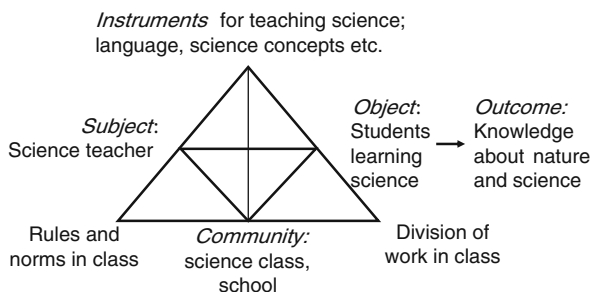 Instruments for teaching science;
language, science concepts etc.
Subject:
Science teacher
Object:
Students
learning
science
Outcome:
Knowledge
about nature
and science
Rules and
norms in class
Community:
science class,
school
Division of
work in class